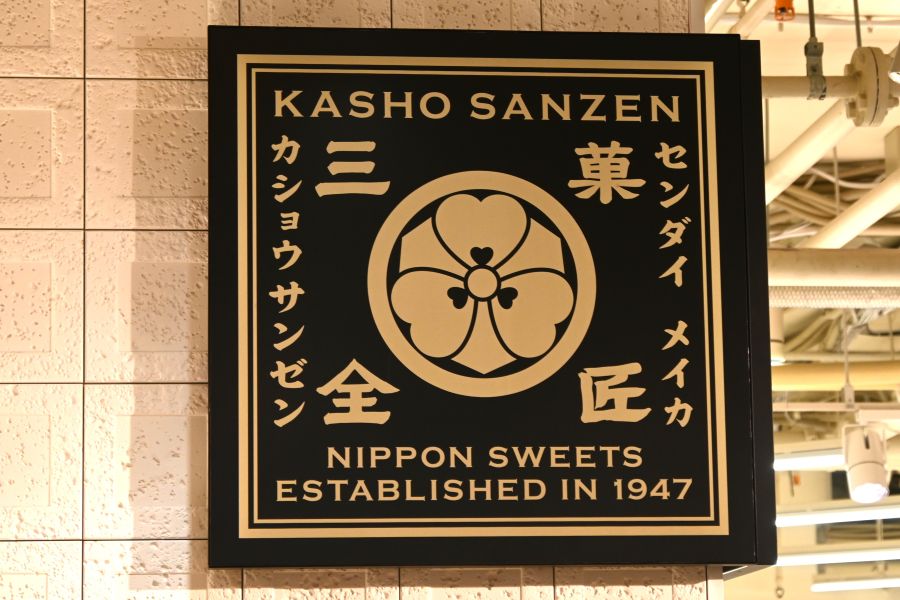 KASHO SANZEN
センダイ メイカ
菓匠
三全
カショウサンゼン
NIPPON SWEETS
ESTABLISHED IN 1947